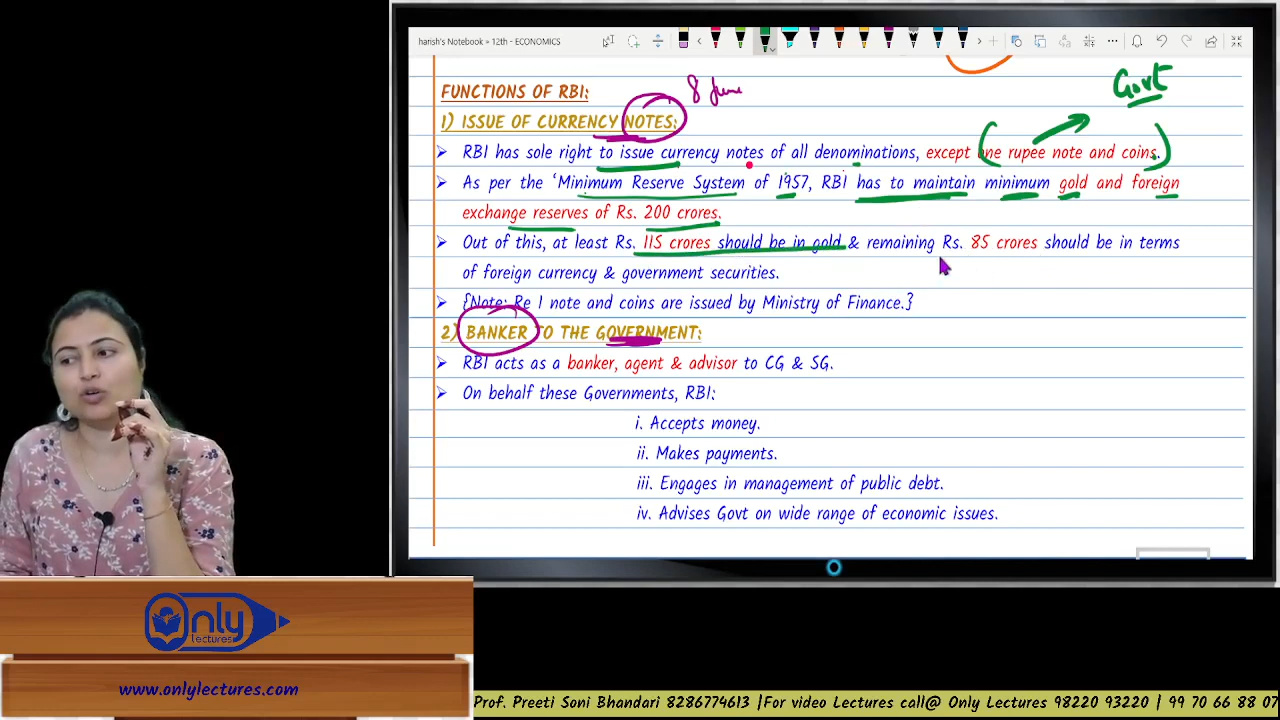 harish's Notebook » 12th - ECONOMICS
Govt
8 June
FUNCTIONS OF RBI:
1) ISSUE OF CURRENCY NOTES:
➢ RBI has sole right to issue currency notes of all denominations, except one rupee note and coins.
➢ As per the ‘Minimum Reserve System of 1957, RBI has to maintain minimum gold and foreign
exchange reserves of Rs. 200 crores.
➢ Out of this, at least Rs. 115 crores should be in gold & remaining Rs. 85 crores should be in terms
of foreign currency & government securities.
➢ {Note: Re 1 note and coins are issued by Ministry of Finance.}
2) BANKER TO THE GOVERNMENT:
➢ RBI acts as a banker, agent & advisor to CG & SG.
➢ On behalf these Governments, RBI:
i. Accepts money.
ii. Makes payments.
iii. Engages in management of public debt.
iv. Advises Govt on wide range of economic issues.
Only
lectures
www.onlylectures.com
Prof. Preeti Soni Bhandari 8286774613 |For video Lectures call@ Only Lectures 98220 93220 | 99 70 66 88 07